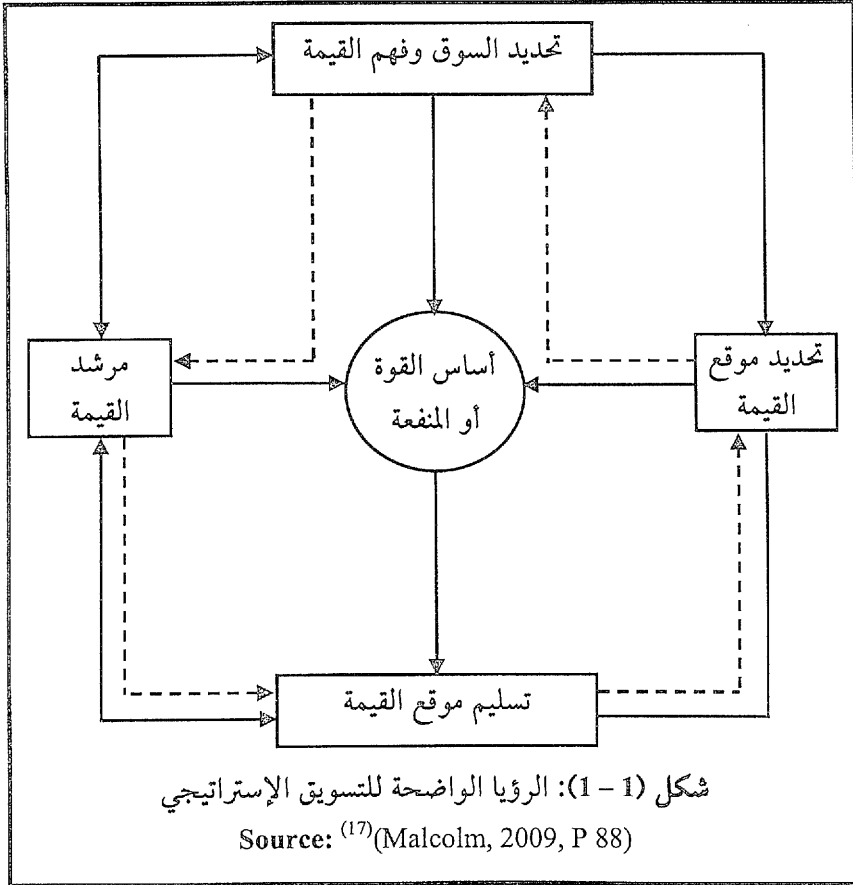 تحديد السوق وفهم القيمة
تحديد موقع
القيمة
أساس القوة
أو المنفعة
مرشد
القيمة
تسليم موقع القيمة
شكل (1 – 1): الرؤيا الواضحة للتسويق الإستراتيجي
Source: (17)(Malcolm, 2009, P 88)